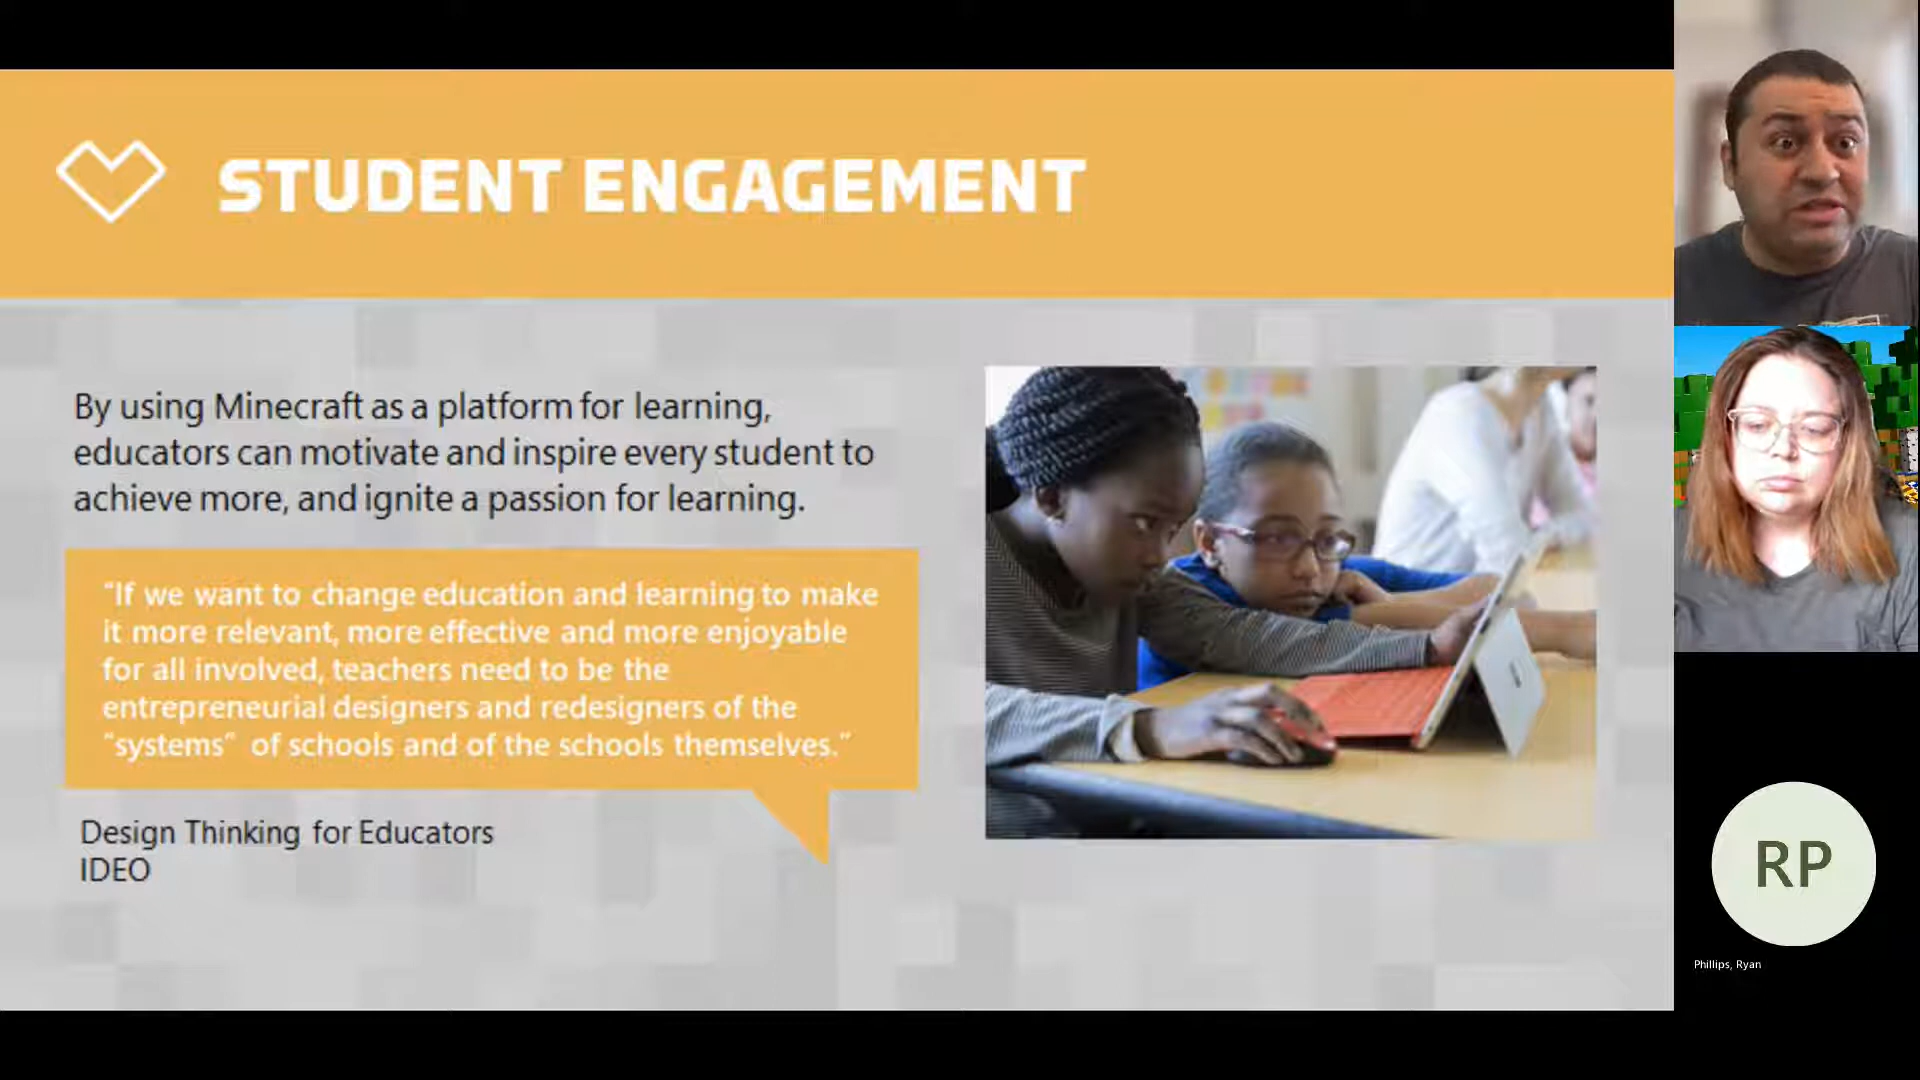 STUDENT ENGAGEMENT
By using Minecraft as a platform for learning,
educators can motivate and inspire every student to
achieve more, and ignite a passion for learning.
“If we want to change education and learning to make
it more relevant, more effective and more enjoyable
for all involved, teachers need to be the
entrepreneurial designers and redesigners of the
“systems” of schools and of the schools themselves.”
Design Thinking for Educators
IDEO
RP
Phillips, Ryan